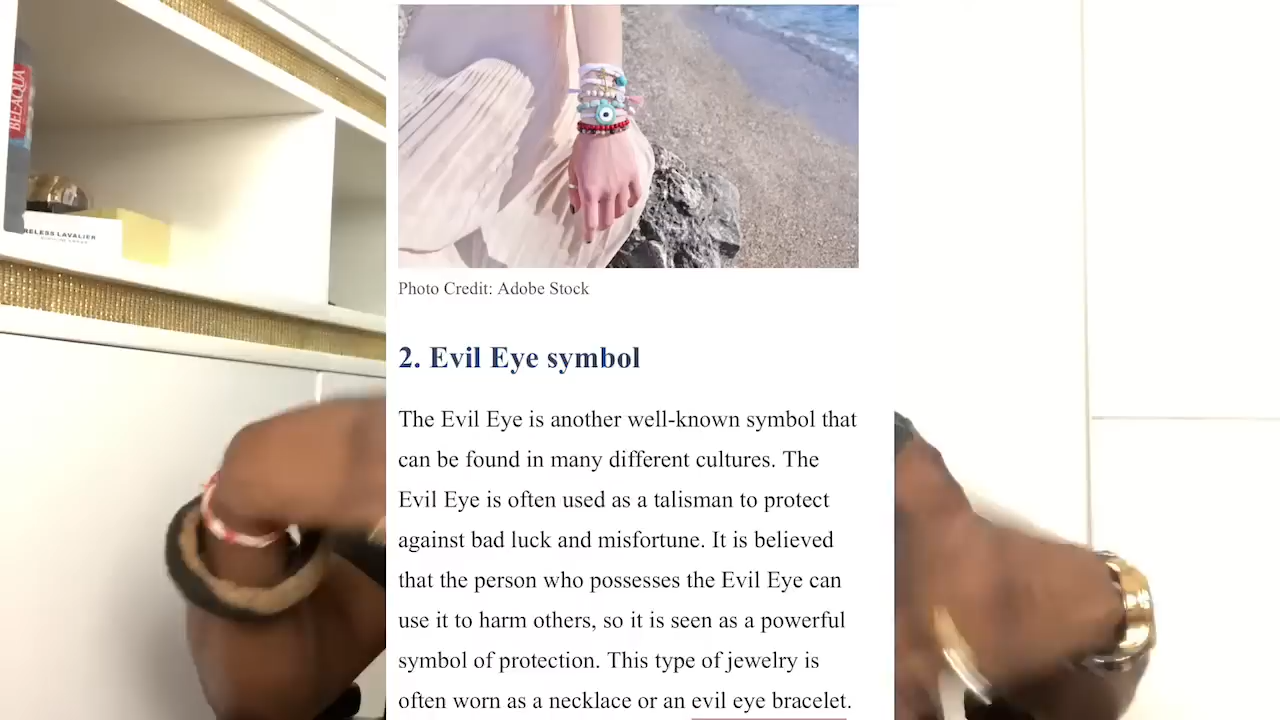 BEL-AQUA
RELESS LAVALIER
Photo Credit: Adobe Stock
2. Evil Eye symbol
The Evil Eye is another well-known symbol that
can be found in many different cultures. The
Evil Eye is often used as a talisman to protect
against bad luck and misfortune. It is believed
that the person who possesses the Evil Eye can
use it to harm others, so it is seen as a powerful
symbol of protection. This type of jewelry is
often worn as a necklace or an evil eye bracelet.